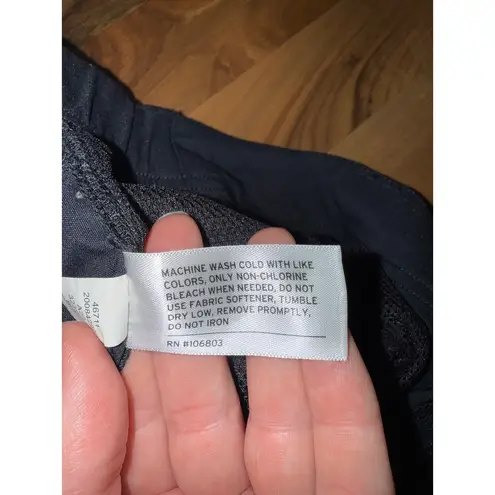 MACHINE WASH COLD WITH LIKE
COLORS, ONLY NON-CHLORINE
BLEACH WHEN NEEDED, DO NOT
USE FABRIC SOFTENER, TUMBLE
DRY LOW, REMOVE PROMPTLY,
DO NOT IRON
RN #106803